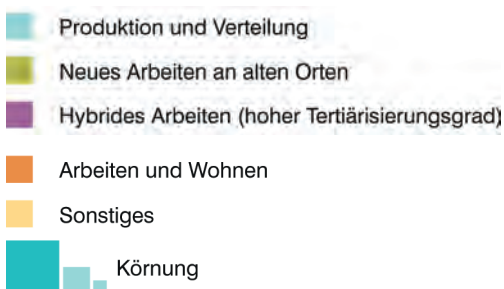 Produktion und Verteilung
Neues Arbeiten an alten Orten
Hybrides Arbeiten (hoher Tertiärisierungsgrad)
Arbeiten und Wohnen
Sonstiges
Körnung